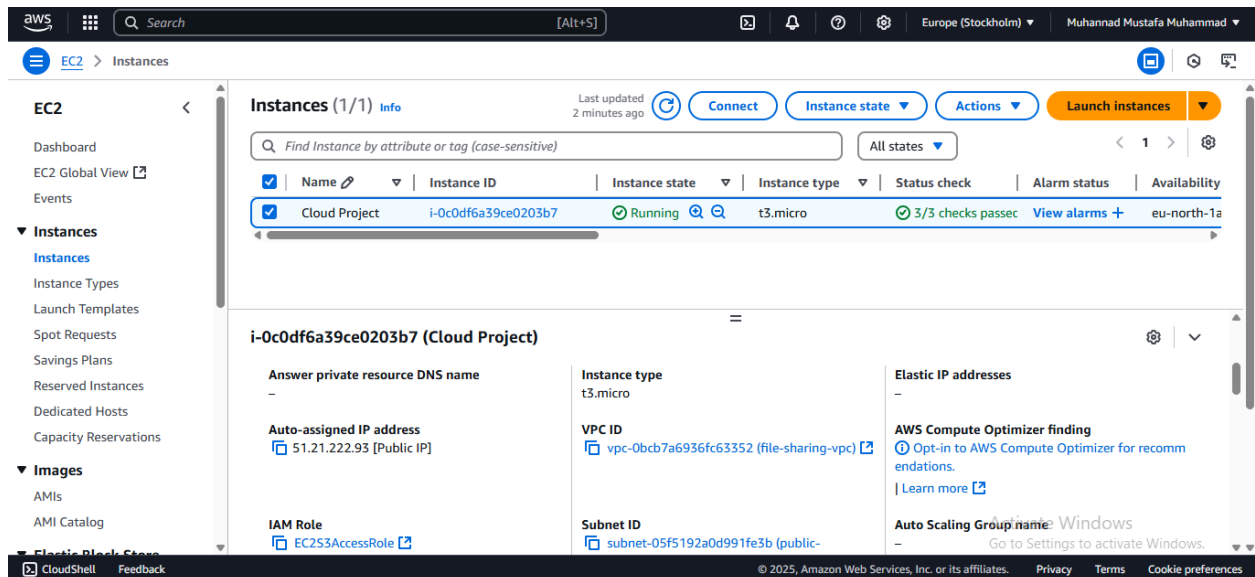 aws
Search
[Alt+S]
Europe (Stockholm) ▼
Muhannad Mustafa Muhammad ▼
EC2 > Instances
EC2
Dashboard
EC2 Global View
Events
▼ Instances
Instances
Instance Types
Launch Templates
Spot Requests
Savings Plans
Reserved Instances
Dedicated Hosts
Capacity Reservations
▼ Images
AMIs
AMI Catalog
▼ Elastic Block Store
Instances (1/1) Info
Last updated
2 minutes ago
Connect
Instance state ▼
Actions ▼
Launch instances ▼
Find Instance by attribute or tag (case-sensitive)
All states ▼
< 1 >
Name
Instance ID
Instance state
Instance type
Status check
Alarm status
Availability
Cloud Project
i-0c0df6a39ce0203b7
Running
t3.micro
3/3 checks passec
View alarms +
eu-north-1a
i-0c0df6a39ce0203b7 (Cloud Project)
Answer private resource DNS name
–
Instance type
t3.micro
Elastic IP addresses
–
Auto-assigned IP address
51.21.222.93 [Public IP]
VPC ID
vpc-0bcb7a6936fc63352 (file-sharing-vpc)
AWS Compute Optimizer finding
Opt-in to AWS Compute Optimizer for recomm
endations.
| Learn more
IAM Role
EC2S3AccessRole
Subnet ID
subnet-05f5192a0d991fe3b (public-
Auto Scaling Group name
–
Activate Windows
Go to Settings to activate Windows.
CloudShell
Feedback
© 2025, Amazon Web Services, Inc. or its affiliates.
Privacy
Terms
Cookie preferences